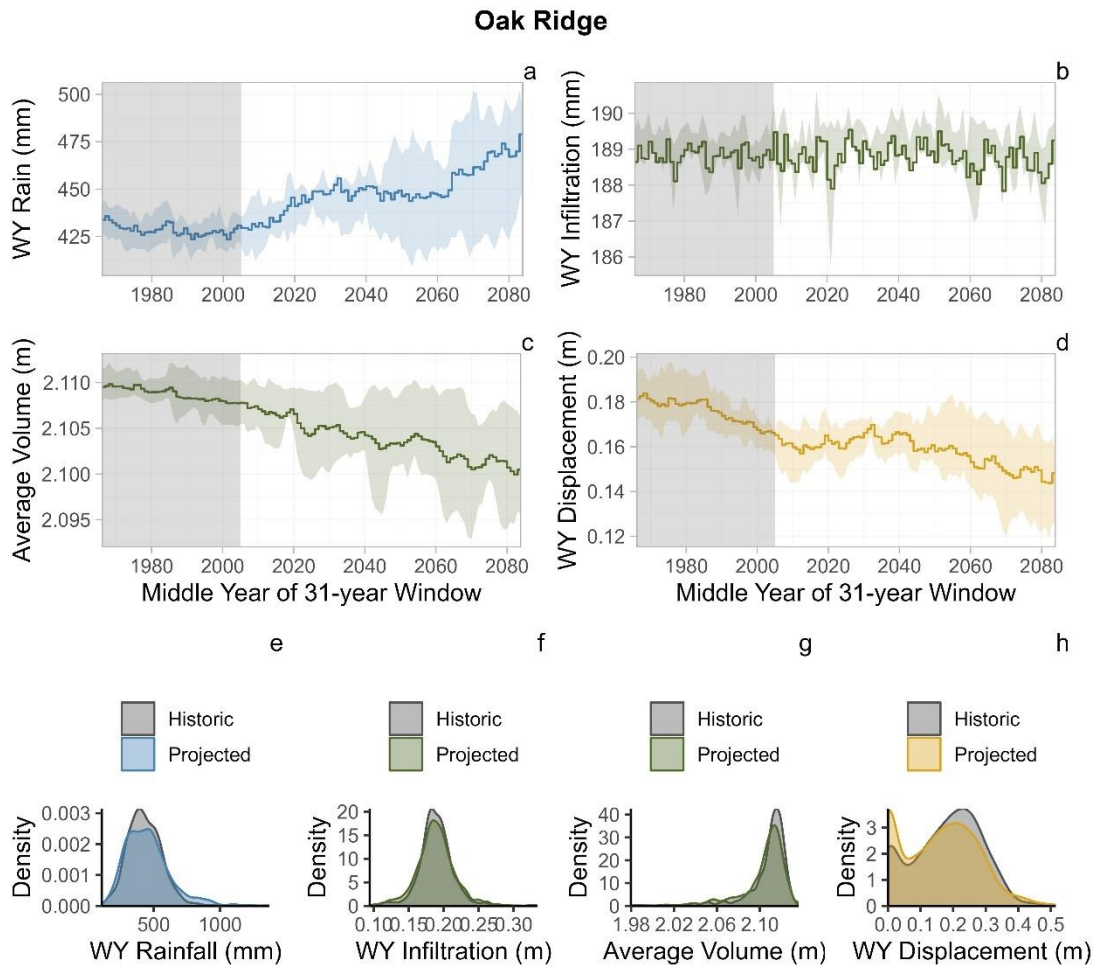 Oak Ridge
a
b
WY Rain (mm)
500
475
450
425
1980 2000 2020 2040 2060 2080
WY Infiltration (mm)
190
189
188
187
186
1980 2000 2020 2040 2060 2080
c
d
Average Volume (m)
2.110
2.105
2.100
2.095
1980 2000 2020 2040 2060 2080
Middle Year of 31-year Window
WY Displacement (m)
0.20
0.18
0.16
0.14
0.12
1980 2000 2020 2040 2060 2080
Middle Year of 31-year Window
e
f
g
h
Historic
Projected
Historic
Projected
Historic
Projected
Historic
Projected
Density
0.003
0.002
0.001
0.000
500 1000
WY Rainfall (mm)
Density
20
15
10
5
0
0.10 0.15 0.20 0.25 0.30
WY Infiltration (m)
Density
40
30
20
10
0
1.98 2.02 2.06 2.10
Average Volume (m)
Density
3
2
1
0
0.0 0.1 0.2 0.3 0.4 0.5
WY Displacement (m)